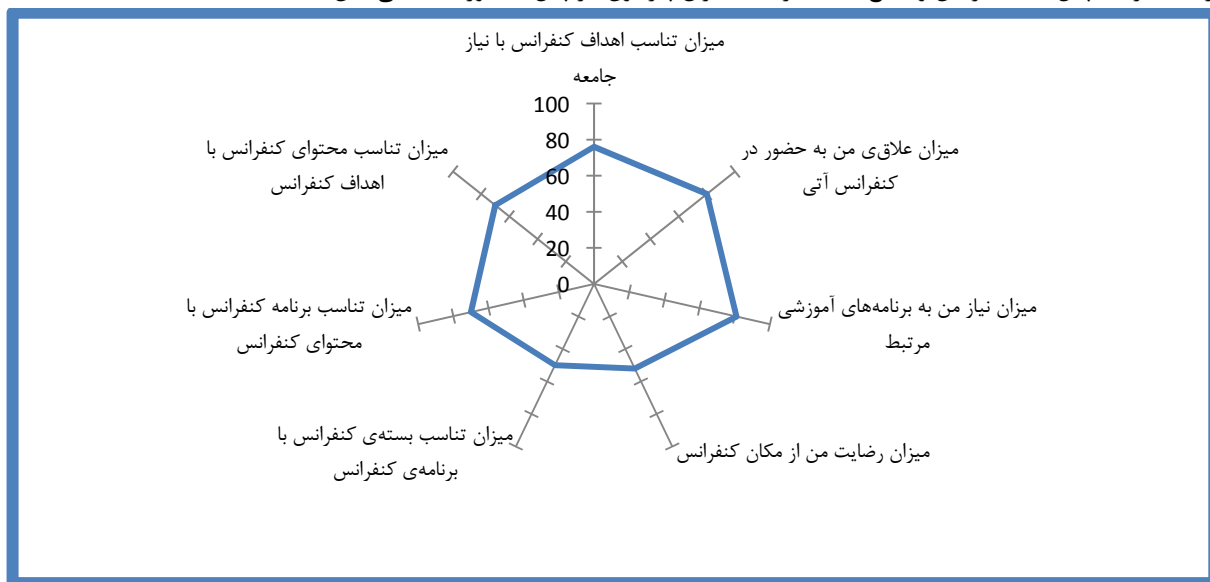 میزان تناسب اهداف کنفرانس با نیاز
جامعه
100
80
60
40
20
0
میزان علاقه‌ی من به حضور در
کنفرانس آتی
میزان نیاز من به برنامه‌های آموزشی
مرتبط
میزان رضایت من از مکان کنفرانس
میزان تناسب بسته‌ی کنفرانس با
برنامه‌ی کنفرانس
میزان تناسب برنامه کنفرانس با
محتوای کنفرانس
میزان تناسب محتوای کنفرانس با
اهداف کنفرانس